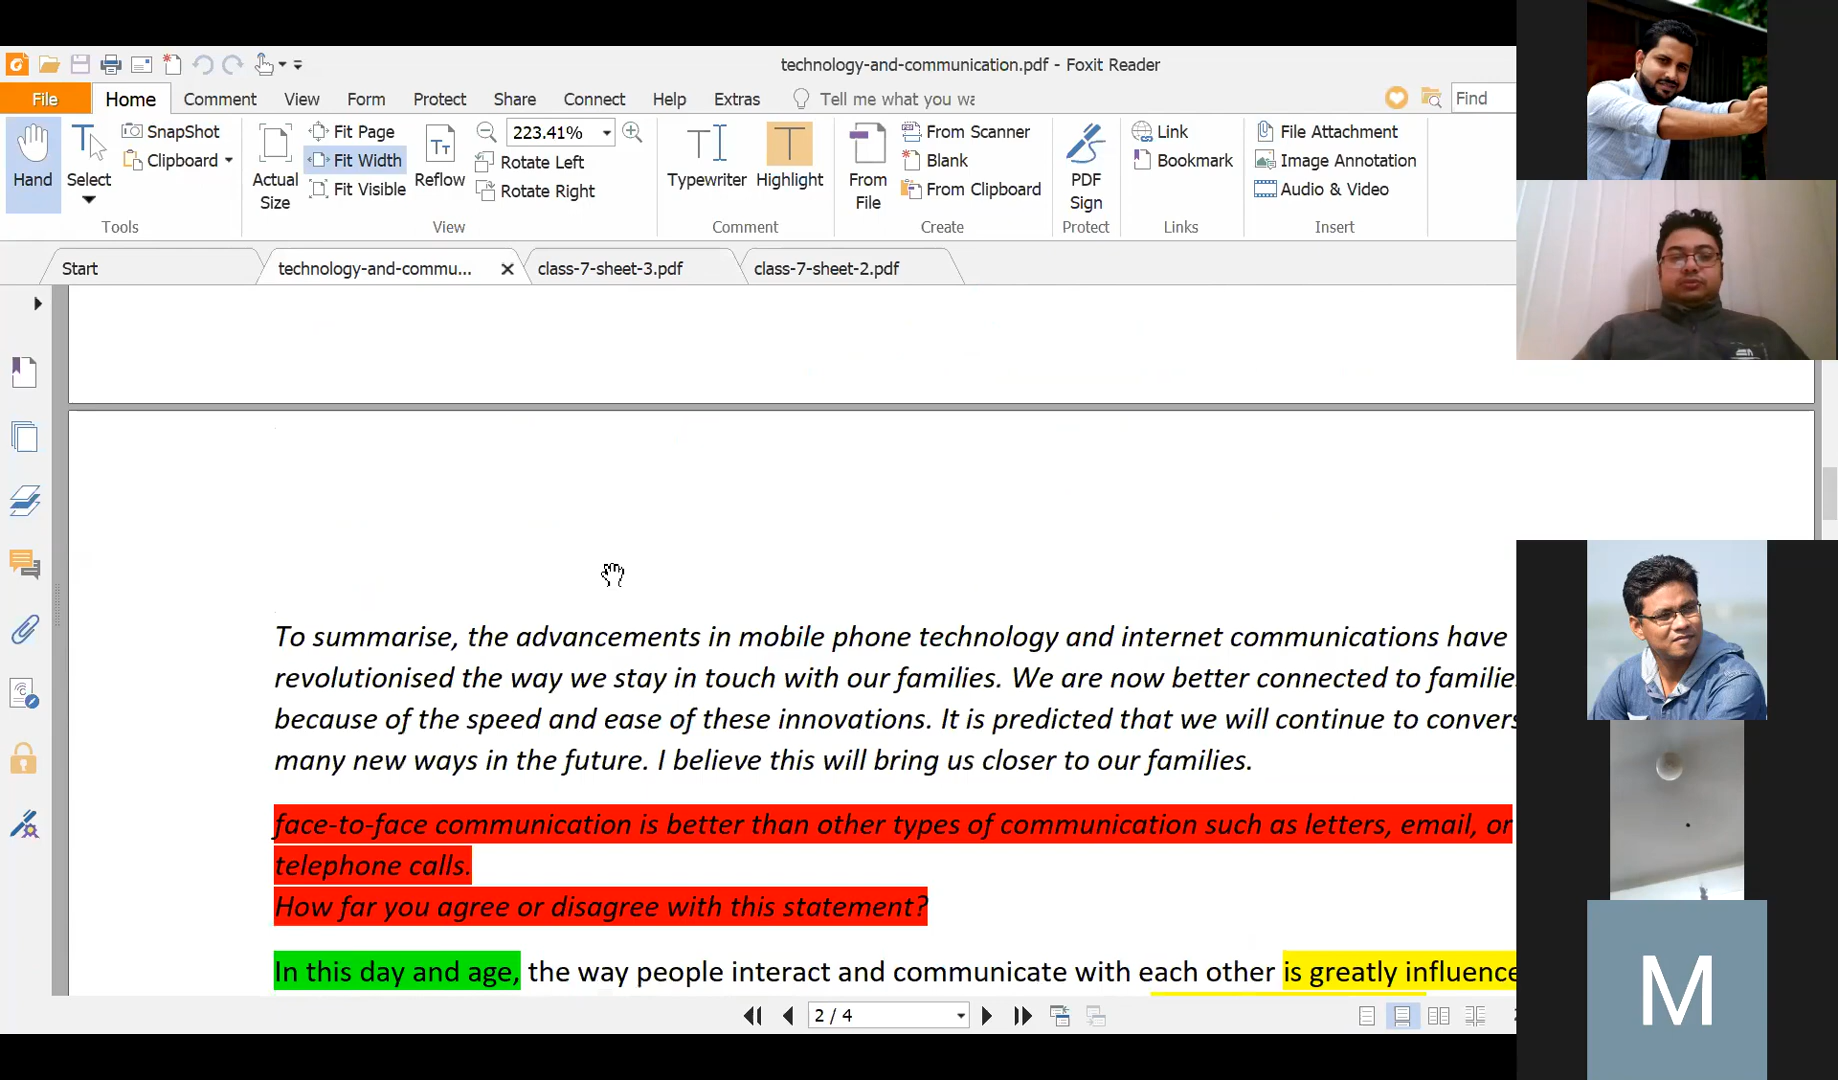 technology-and-communication.pdf - Foxit Reader
File Home Comment View Form Protect Share Connect Help Extras Tell me what you wa Find
Hand
Select
SnapShot
Clipboard
Tools
Actual Size
Fit Page
Fit Width
Fit Visible
Reflow
223.41%
Rotate Left
Rotate Right
View
Typewriter
Highlight
Comment
From File
From Scanner
Blank
From Clipboard
Create
PDF Sign
Protect
Link
Bookmark
Links
File Attachment
Image Annotation
Audio & Video
Insert
Start technology-and-commu... class-7-sheet-3.pdf class-7-sheet-2.pdf
To summarise, the advancements in mobile phone technology and internet communications have
revolutionised the way we stay in touch with our families. We are now better connected to familie
because of the speed and ease of these innovations. It is predicted that we will continue to convers
many new ways in the future. I believe this will bring us closer to our families.
face-to-face communication is better than other types of communication such as letters, email, or
telephone calls.
How far you agree or disagree with this statement?
In this day and age, the way people interact and communicate with each other is greatly influence
2 / 4
M